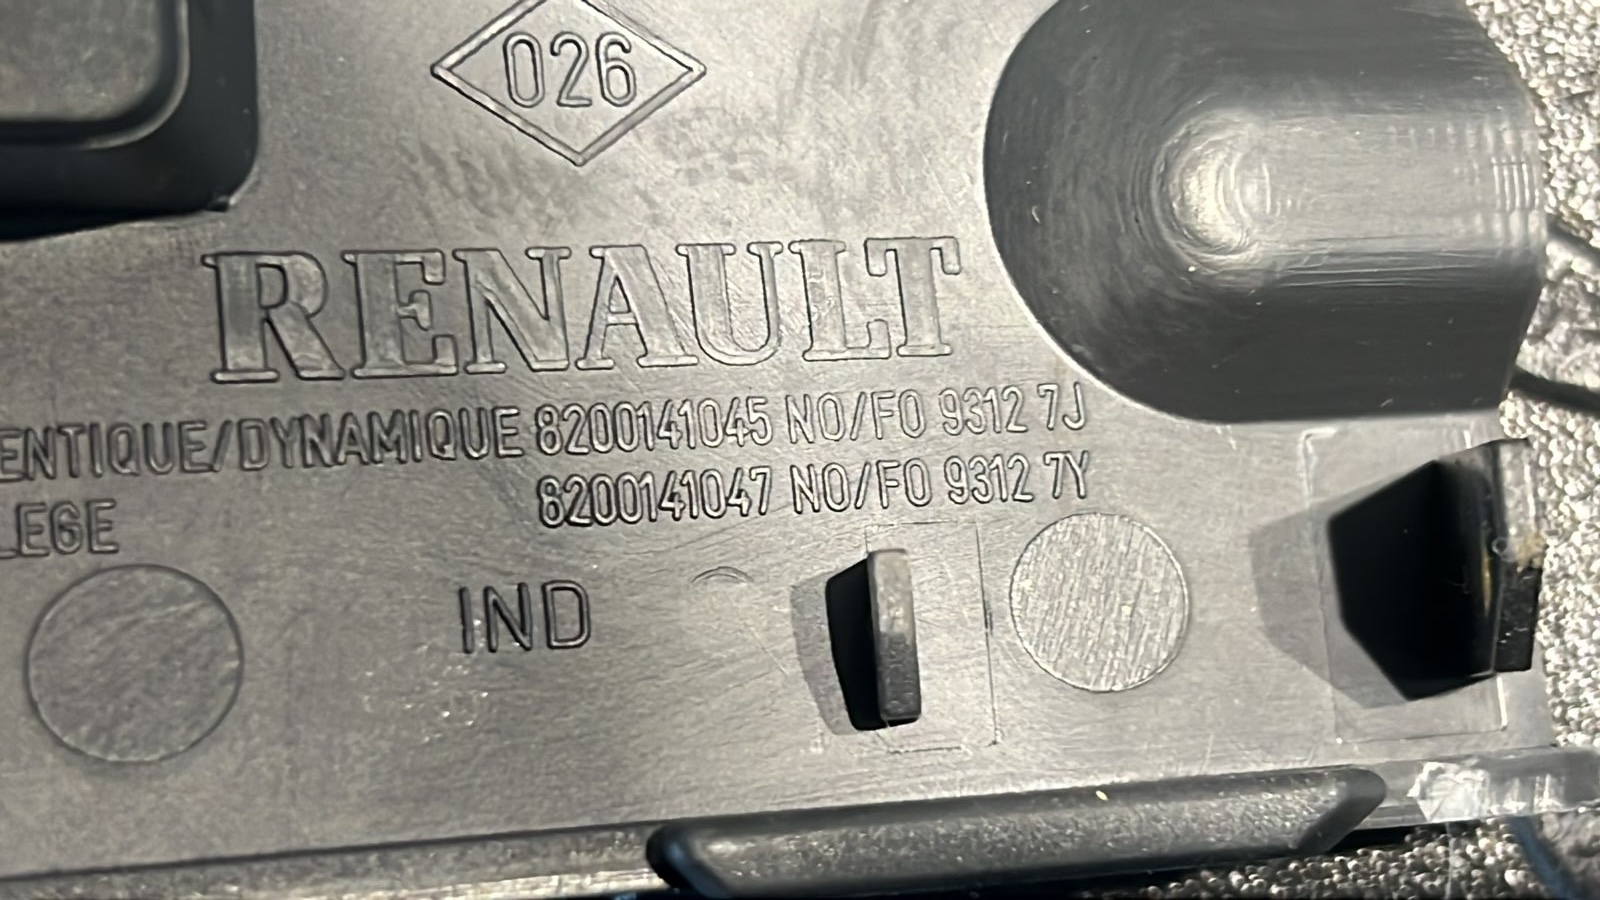 026
RENAULT
ENTIQUE/DYNAMIQUE 8200141045 NO/FO 9312 7J
LEGE 8200141047 NO/FO 9312 7Y
IND